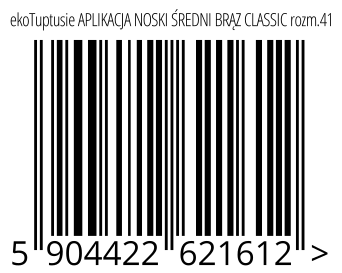 ekoTuptusie APLIKACJA NOSKI ŚREDNI BRĄZ CLASSIC rozm.41
5 904422 621612 >